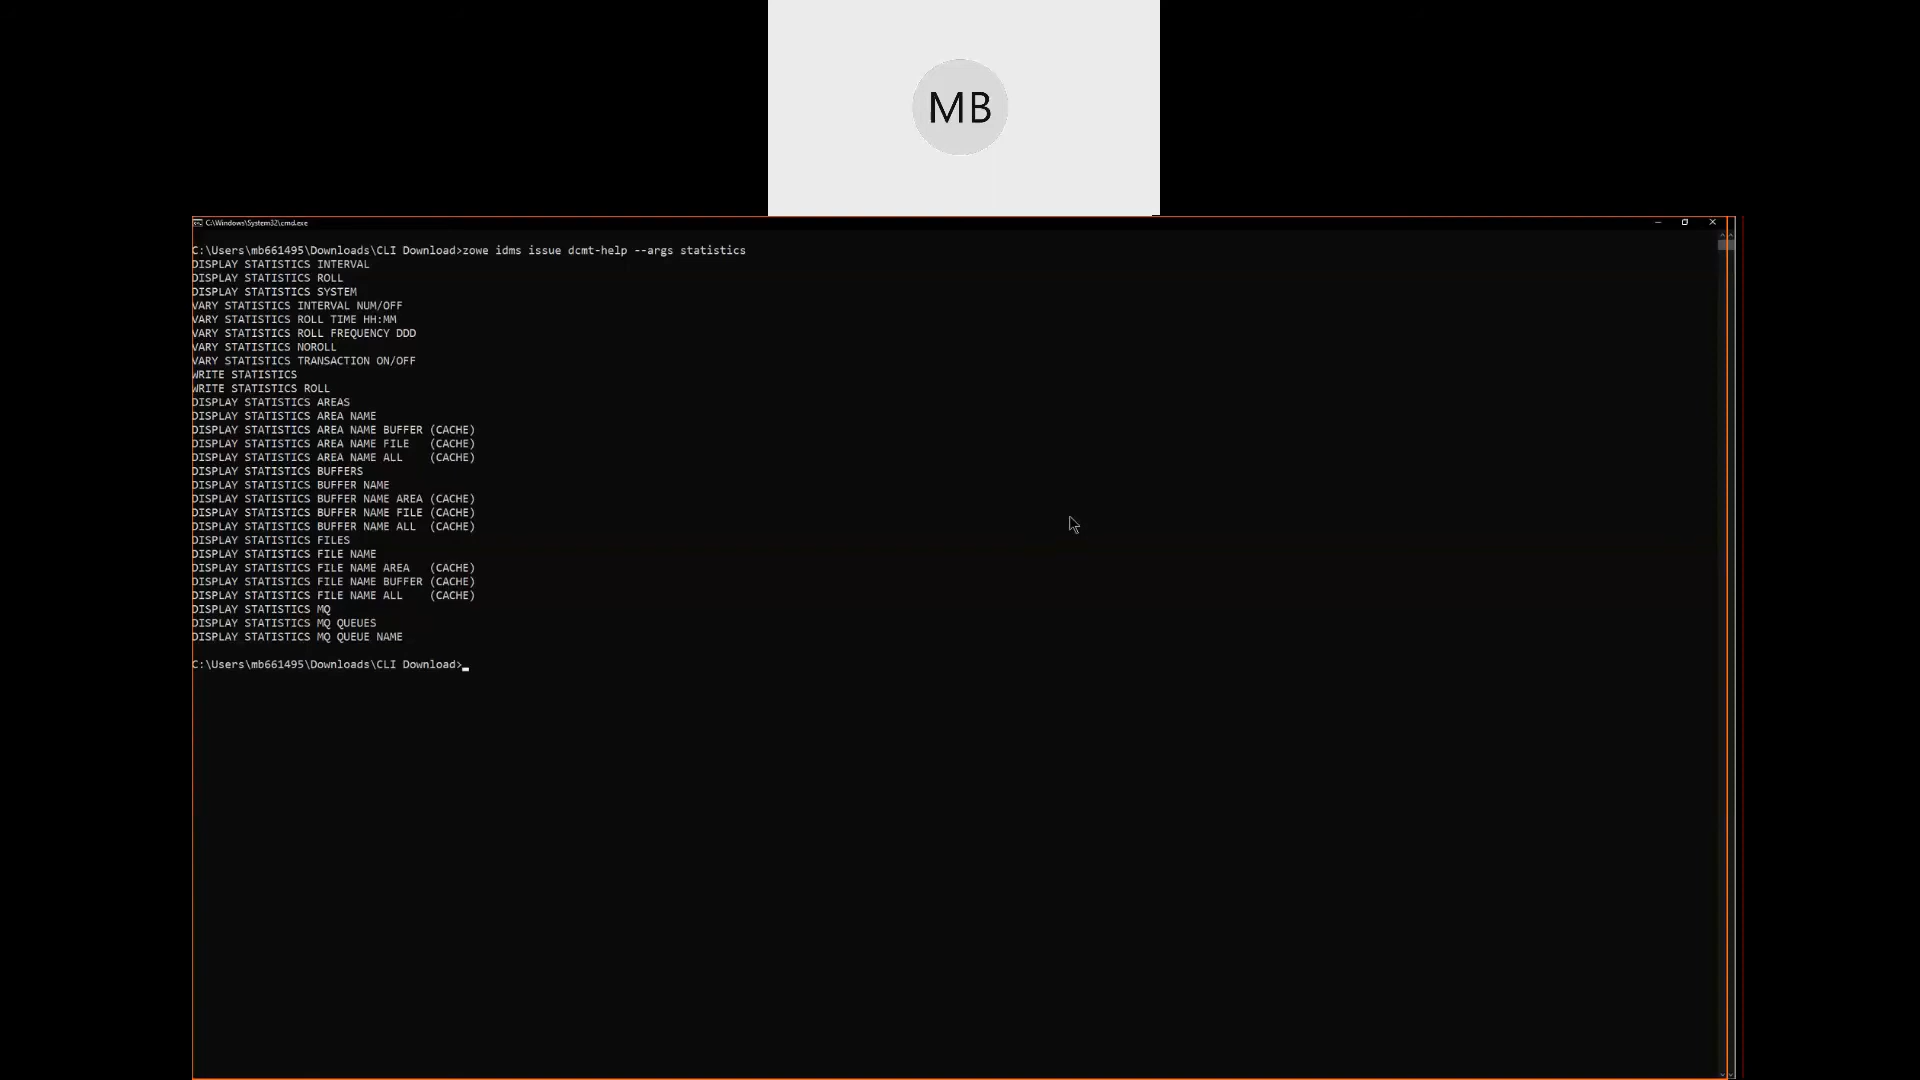 MB
C:\Windows\System32\cmd.exe
C:\Users\mb661495\Downloads\CLI Download>zowe idms issue dcmt-help --args statistics
DISPLAY STATISTICS INTERVAL
DISPLAY STATISTICS ROLL
DISPLAY STATISTICS SYSTEM
VARY STATISTICS INTERVAL NUM/OFF
VARY STATISTICS ROLL TIME HH:MM
VARY STATISTICS ROLL FREQUENCY DDD
VARY STATISTICS NOROLL
VARY STATISTICS TRANSACTION ON/OFF
WRITE STATISTICS
WRITE STATISTICS ROLL
DISPLAY STATISTICS AREAS
DISPLAY STATISTICS AREA NAME
DISPLAY STATISTICS AREA NAME BUFFER (CACHE)
DISPLAY STATISTICS AREA NAME FILE   (CACHE)
DISPLAY STATISTICS AREA NAME ALL    (CACHE)
DISPLAY STATISTICS BUFFERS
DISPLAY STATISTICS BUFFER NAME
DISPLAY STATISTICS BUFFER NAME AREA (CACHE)
DISPLAY STATISTICS BUFFER NAME FILE (CACHE)
DISPLAY STATISTICS BUFFER NAME ALL  (CACHE)
DISPLAY STATISTICS FILES
DISPLAY STATISTICS FILE NAME
DISPLAY STATISTICS FILE NAME AREA   (CACHE)
DISPLAY STATISTICS FILE NAME BUFFER (CACHE)
DISPLAY STATISTICS FILE NAME ALL    (CACHE)
DISPLAY STATISTICS MQ
DISPLAY STATISTICS MQ QUEUES
DISPLAY STATISTICS MQ QUEUE NAME
C:\Users\mb661495\Downloads\CLI Download>_